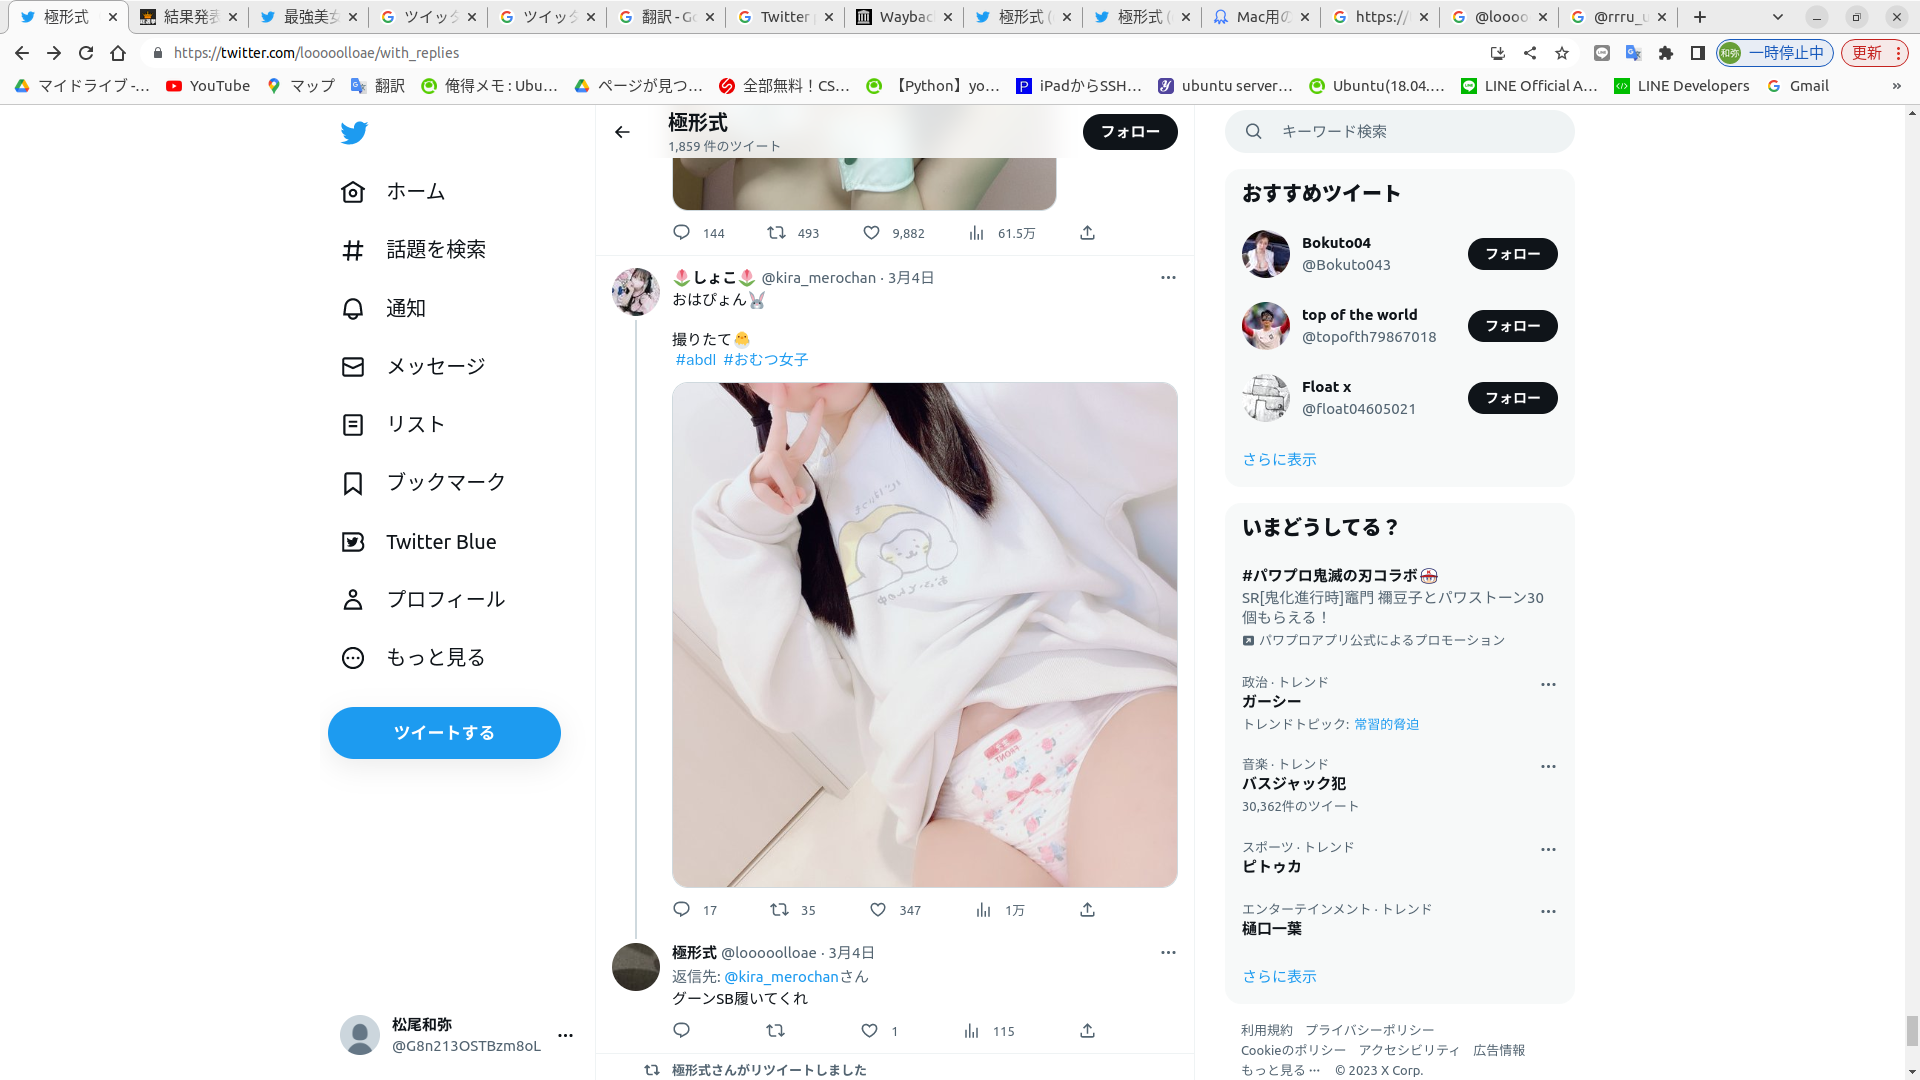 極形式
結果発表
最強美女
ツイッタ
ツイッタ
翻訳 - Go
Twitter
Wayba
極形式 (
極形式 (
Mac用の
https://
@loooo
@rrru_u
https://twitter.com/looooolloae/with_replies
和弥
一時停止中
更新
マイドライブ -...
YouTube
マップ
翻訳
俺得メモ : Ubu...
ページが見つ...
全部無料！CS...
【Python】yo...
iPadからSSH...
ubuntu server...
Ubuntu(18.04....
LINE Official A...
LINE Developers
Gmail
»
ホーム
話題を検索
通知
メッセージ
リスト
ブックマーク
Twitter Blue
プロフィール
もっと見る
ツイートする
松尾和弥
@G8n213OSTBzm8oL
極形式
1,859 件のツイート
フォロー
144
493
9,882
61.5万
🌷しょこ🌷 @kira_merochan · 3月4日
おはぴょん🐰
撮りたて🐣
#abdl #おむつ女子
FRONT
17
35
347
1万
極形式 @looooolloae · 3月4日
返信先: @kira_merochanさん
グーンSB履いてくれ
1
115
極形式さんがリツイートしました
キーワード検索
おすすめツイート
Bokuto04
@Bokuto043
フォロー
top of the world
@topofth79867018
フォロー
Float x
@float04605021
フォロー
さらに表示
いまどうしてる？
#パワプロ鬼滅の刃コラボ
SR[鬼化進行時]竈門 禰豆子とパワストーン30
個もらえる！
パワプロアプリ公式によるプロモーション
政治 · トレンド
ガーシー
トレンドトピック: 常習的脅迫
音楽 · トレンド
バスジャック犯
30,362件のツイート
スポーツ · トレンド
ピトゥカ
エンターテインメント · トレンド
樋口一葉
さらに表示
利用規約 プライバシーポリシー
Cookieのポリシー アクセシビリティ 広告情報
もっと見る ··· © 2023 X Corp.